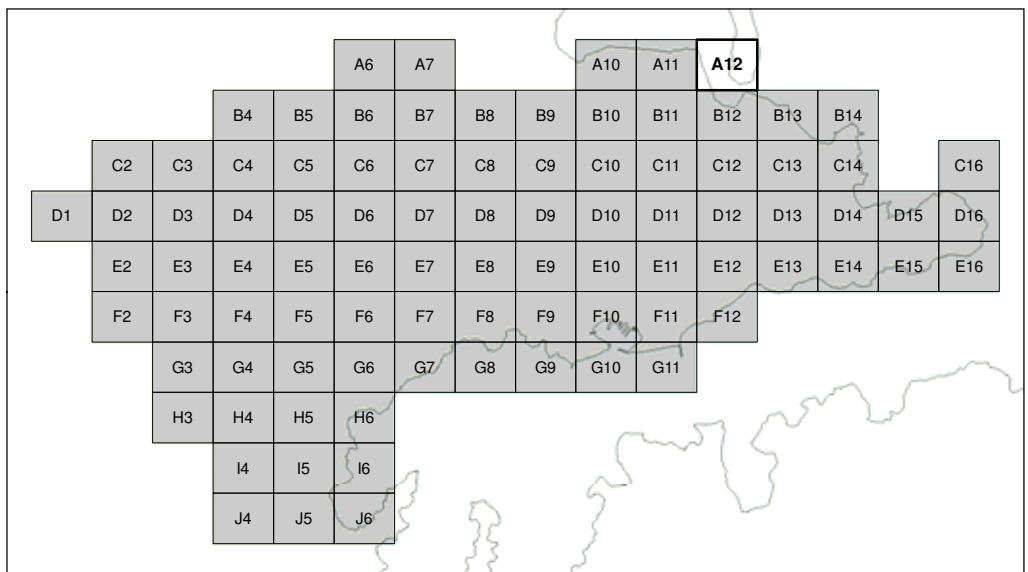 A6 A7 A10 A11 A12
B4 B5 B6 B7 B8 B9 B10 B11 B12 B13 B14
C2 C3 C4 C5 C6 C7 C8 C9 C10 C11 C12 C13 C14 C16
D1 D2 D3 D4 D5 D6 D7 D8 D9 D10 D11 D12 D13 D14 D15 D16
E2 E3 E4 E5 E6 E7 E8 E9 E10 E11 E12 E13 E14 E15 E16
F2 F3 F4 F5 F6 F7 F8 F9 F10 F11 F12
G3 G4 G5 G6 G7 G8 G9 G10 G11
H3 H4 H5 H6
I4 I5 I6
J4 J5 J6